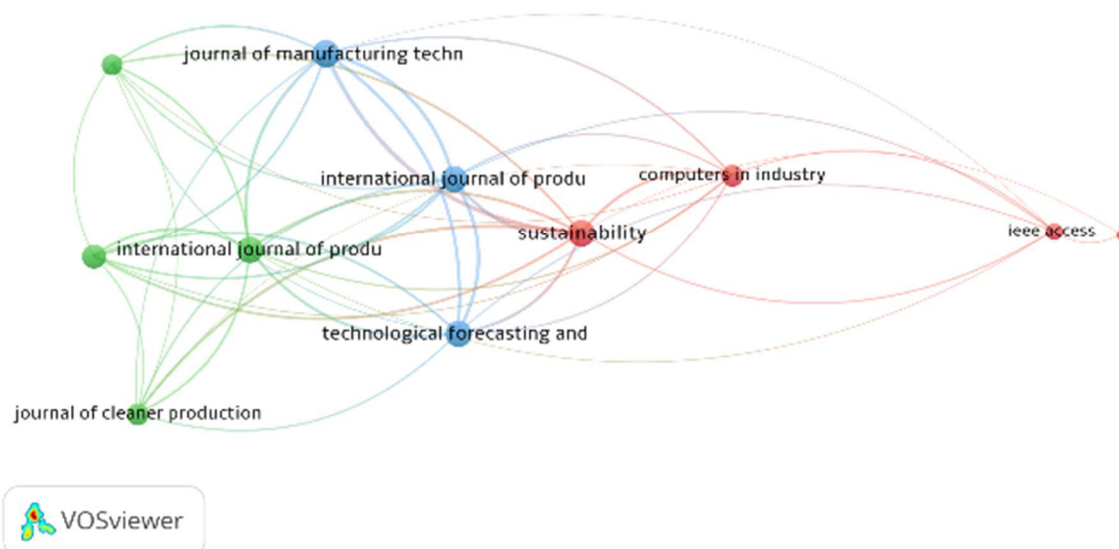 journal of manufacturing techn
international journal of produ
computers in industry
sustainability
ieee access
international journal of produ
technological forecasting and
journal of cleaner production
VOSviewer